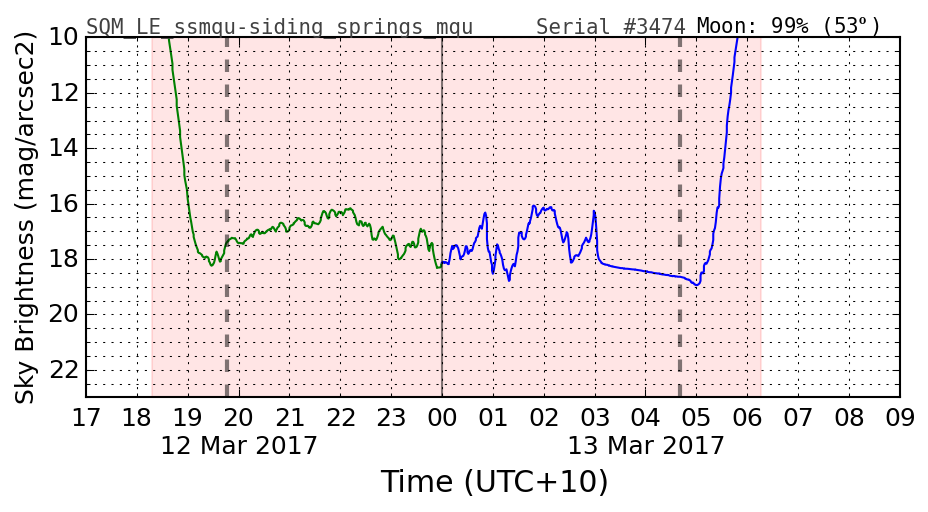 SQM_LE_ssmqu-siding_springs_mqu Serial #3474 Moon: 99% (53°)
Sky Brightness (mag/arcsec2)
10
12
14
16
18
20
22
17 18 19 20 21 22 23 00 01 02 03 04 05 06 07 08 09
12 Mar 2017 13 Mar 2017
Time (UTC+10)